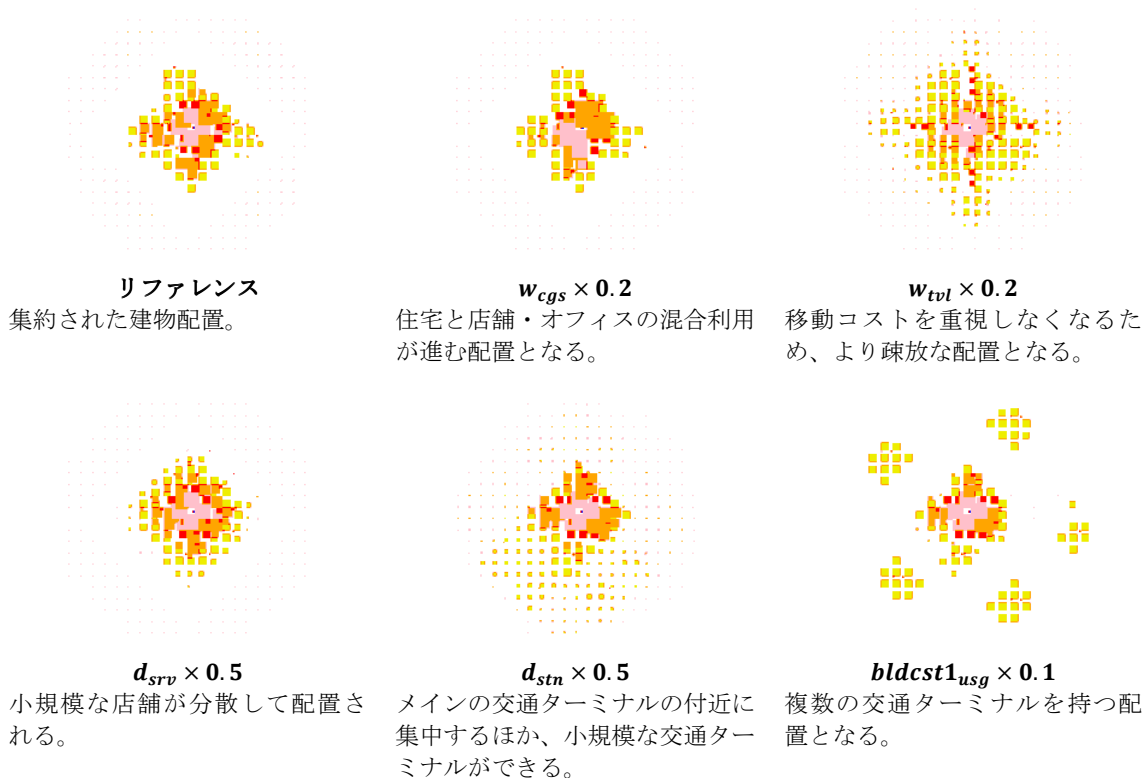 リファレンス
集約された建物配置。
w_cgs × 0.2
住宅と店舗・オフィスの混合利用
が進む配置となる。
w_tvl × 0.2
移動コストを重視しなくなるた
め、より疎放な配置となる。
d_srv × 0.5
小規模な店舗が分散して配置さ
れる。
d_stn × 0.5
メインの交通ターミナルの付近に
集中するほか、小規模な交通ター
ミナルができる。
bldcst1_usg × 0.1
複数の交通ターミナルを持つ配
置となる。